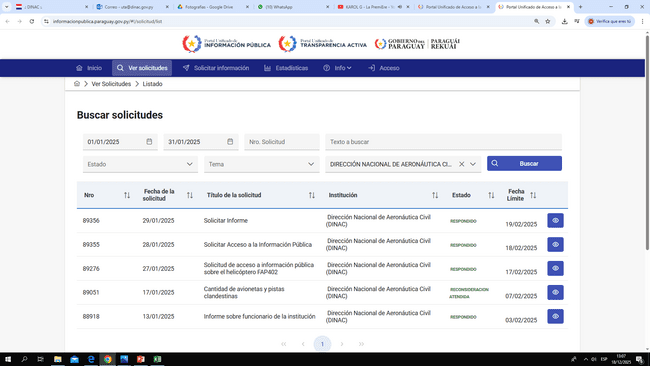 .:DINAC :.
Correo - uta@dinac.gov.py
Fotografías - Google Drive
(10) WhatsApp
KAROL G - La Premi
Portal Unificado de Acceso a la
Portal Unificado de Acceso a la
informacionpublica.paraguay.gov.py/#!/solicitud/list
Verifica que eres tú
Portal Unificado de
INFORMACIÓN PÚBLICA
Portal Unificado de
TRANSPARENCIA ACTIVA
GOBIERNO DEL
PARAGUAY
PARAGUÁI
REKUÁI
Inicio
Ver solicitudes
Solicitar información
Estadísticas
Info
Acceso
Ver Solicitudes > Listado
Buscar solicitudes
01/01/2025
31/01/2025
Nro. Solicitud
Texto a buscar
Estado
Tema
DIRECCIÓN NACIONAL DE AERONÁUTICA CI...
Buscar
Nro
Fecha de la solicitud
Título de la solicitud
Institución
Estado
Fecha Límite
89356
29/01/2025
Solicitar Informe
Dirección Nacional de Aeronáutica Civil (DINAC)
RESPONDIDO
19/02/2025
89355
28/01/2025
Solicitar Acceso a la Información Pública
Dirección Nacional de Aeronáutica Civil (DINAC)
RESPONDIDO
18/02/2025
89276
27/01/2025
Solicitud de acceso a información pública sobre el helicóptero FAP402
Dirección Nacional de Aeronáutica Civil (DINAC)
RESPONDIDO
17/02/2025
89051
17/01/2025
Cantidad de avionetas y pistas clandestinas
Dirección Nacional de Aeronáutica Civil (DINAC)
RECONSIDERACION ATENDIDA
07/02/2025
88918
13/01/2025
Informe sobre funcionario de la institución
Dirección Nacional de Aeronáutica Civil (DINAC)
RESPONDIDO
03/02/2025
1
ESP
13:07
18/12/2025